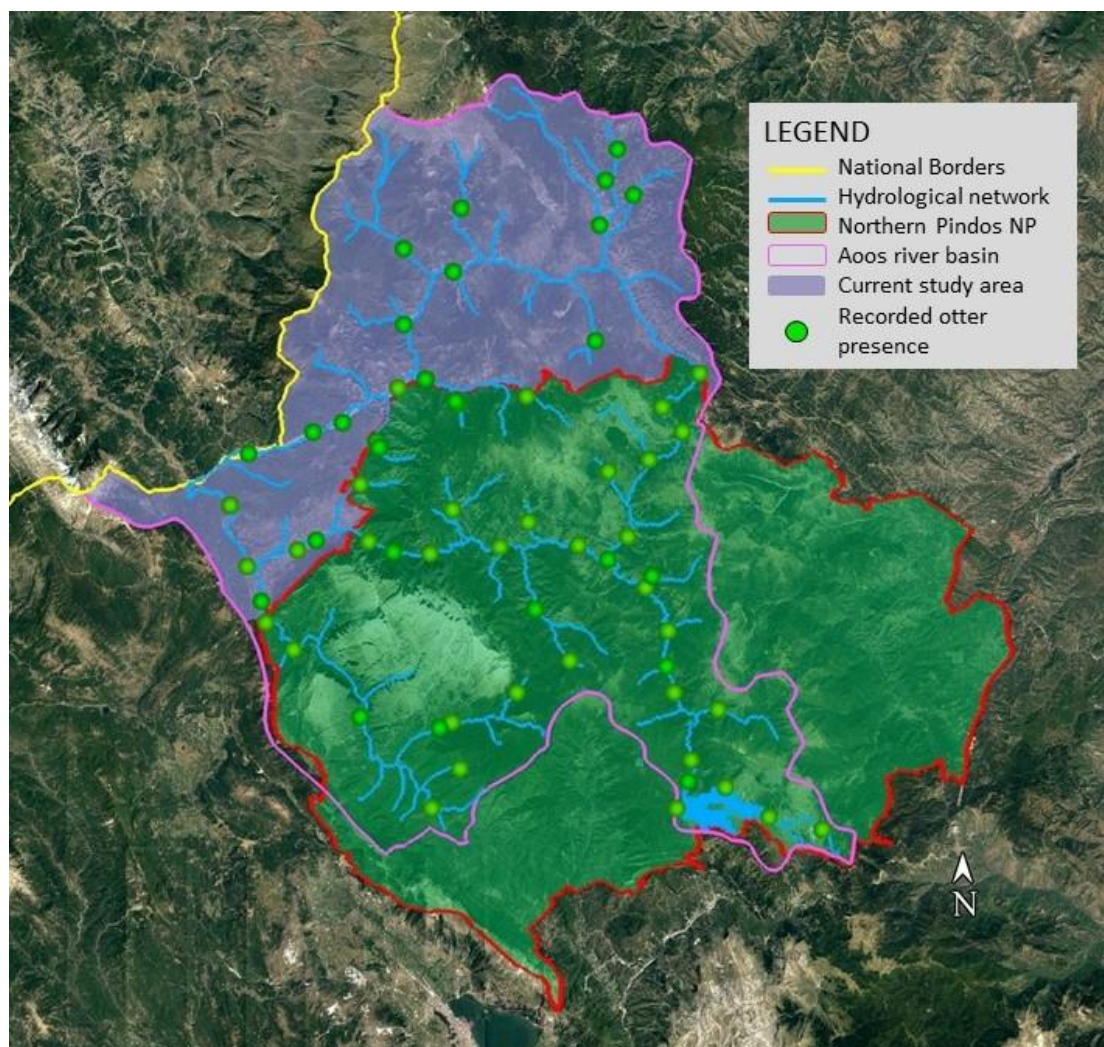 LEGEND
National Borders
Hydrological network
Northern Pindos NP
Aoos river basin
Current study area
Recorded otter
presence
N